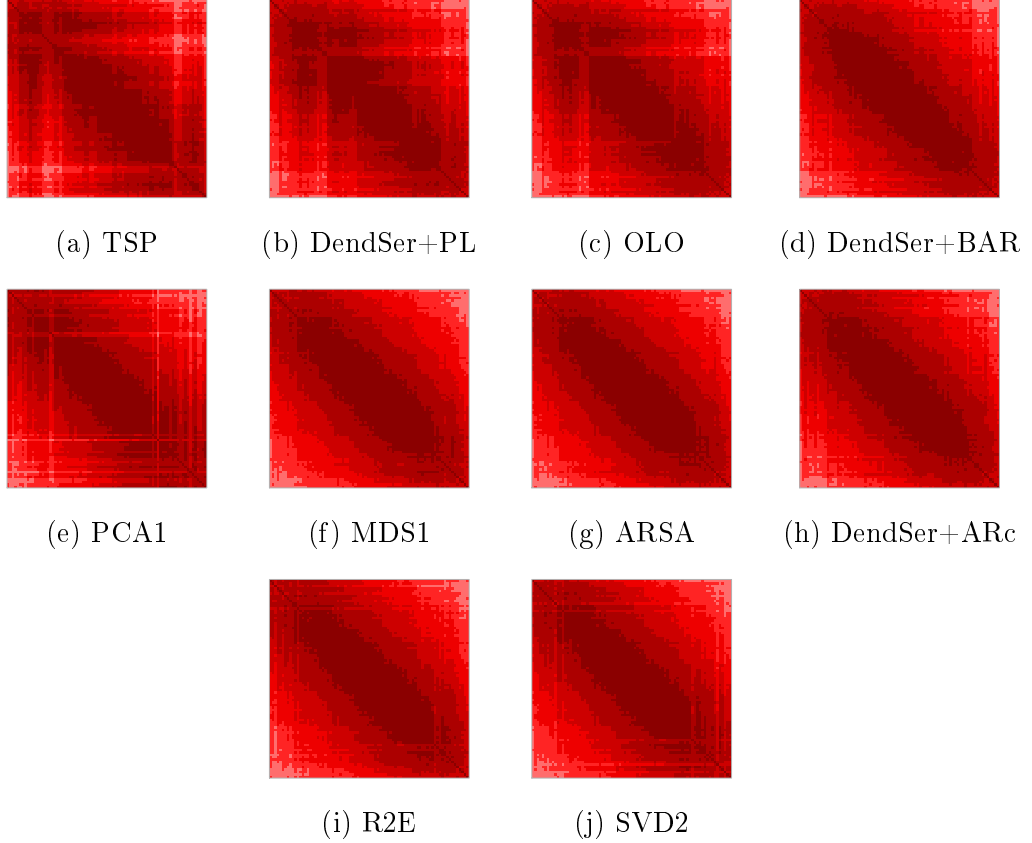 (a) TSP
(b) DendSer+PL
(c) OLO
(d) DendSer+BAR
(e) PCA1
(f) MDS1
(g) ARSA
(h) DendSer+ARc
(i) R2E
(j) SVD2